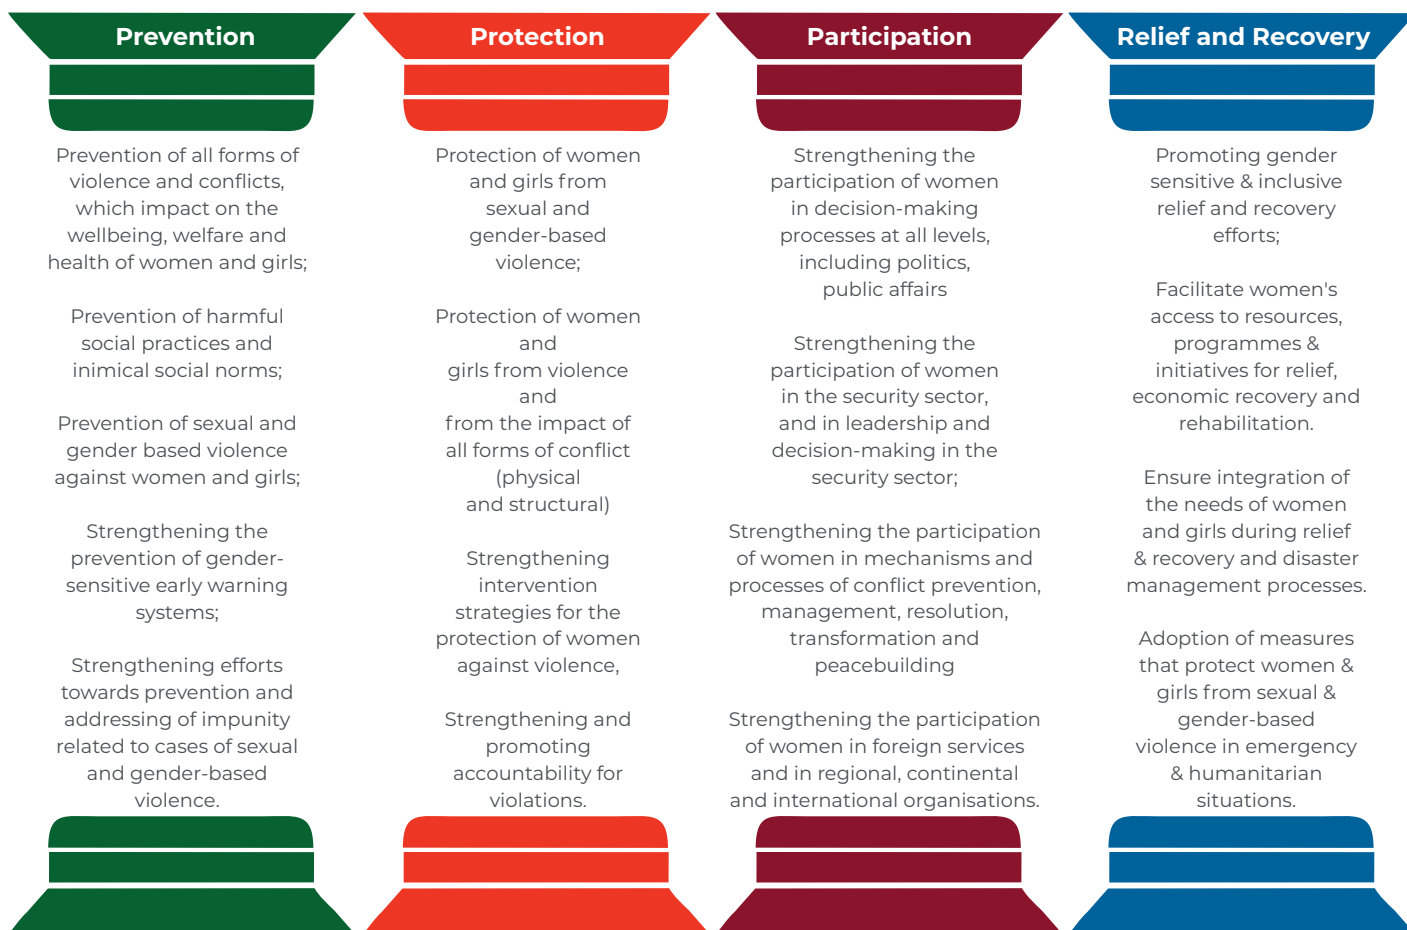 Prevention
Prevention of all forms of
violence and conflicts,
which impact on the
wellbeing, welfare and
health of women and girls;
Prevention of harmful
social practices and
inimical social norms;
Prevention of sexual and
gender based violence
against women and girls;
Strengthening the
prevention of gender-
sensitive early warning
systems;
Strengthening efforts
towards prevention and
addressing of impunity
related to cases of sexual
and gender-based
violence.
Protection
Protection of women
and girls from
sexual and
gender-based
violence;
Protection of women
and
girls from violence
and
from the impact of
all forms of conflict
(physical
and structural)
Strengthening
intervention
strategies for the
protection of women
against violence,
Strengthening and
promoting
accountability for
violations.
Participation
Strengthening the
participation of women
in decision-making
processes at all levels,
including politics,
public affairs
Strengthening the
participation of women
in the security sector,
and in leadership and
decision-making in the
security sector;
Strengthening the participation
of women in mechanisms and
processes of conflict prevention,
management, resolution,
transformation and
peacebuilding
Strengthening the participation
of women in foreign services
and in regional, continental
and international organisations.
Relief and Recovery
Promoting gender
sensitive & inclusive
relief and recovery
efforts;
Facilitate women's
access to resources,
programmes &
initiatives for relief,
economic recovery and
rehabilitation.
Ensure integration of
the needs of women
and girls during relief
& recovery and disaster
management processes.
Adoption of measures
that protect women &
girls from sexual &
gender-based
violence in emergency
& humanitarian
situations.